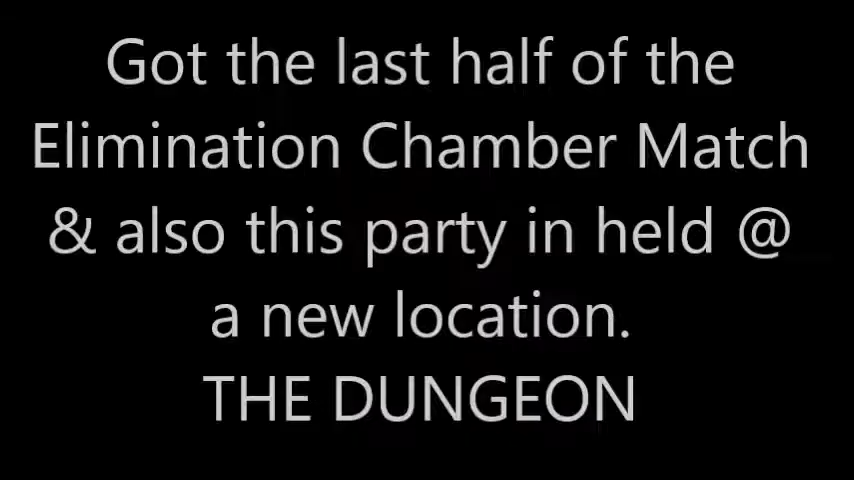 Got the last half of the
Elimination Chamber Match
& also this party in held @
a new location.
THE DUNGEON